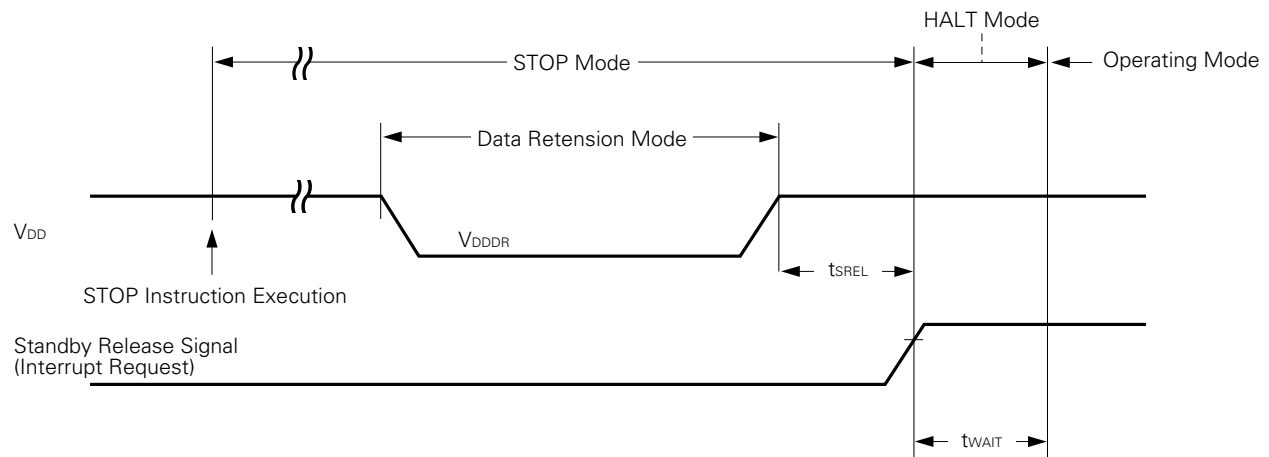 HALT Mode
STOP Mode
Operating Mode
Data Retension Mode
VDD
VDDDR
tSREL
STOP Instruction Execution
Standby Release Signal
(Interrupt Request)
tWAIT